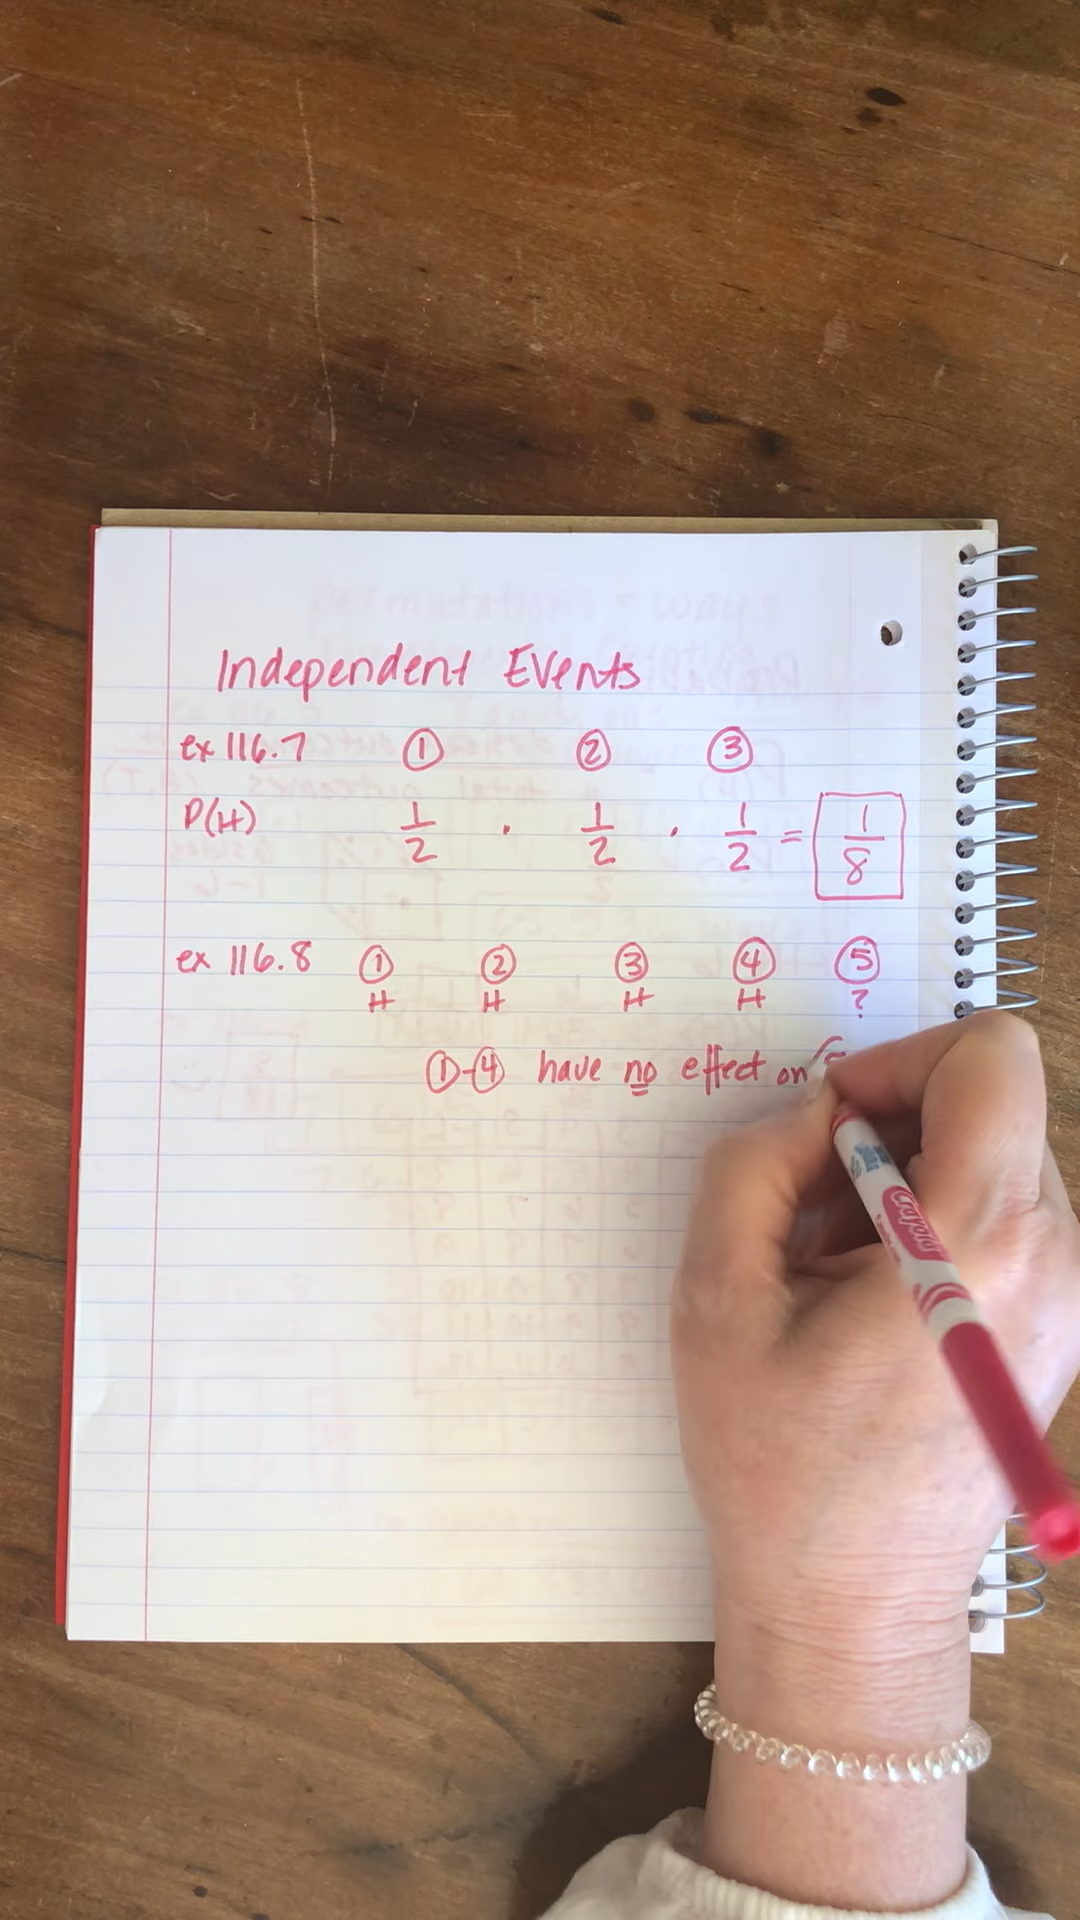 Independent Events
ex 116.7 ① ② ③
P(H) 1/2 · 1/2 · 1/2 = 1/8
ex 116.8 ① ② ③ ④ ⑤
H H H H ?
①-④ have no effect on
Crayola